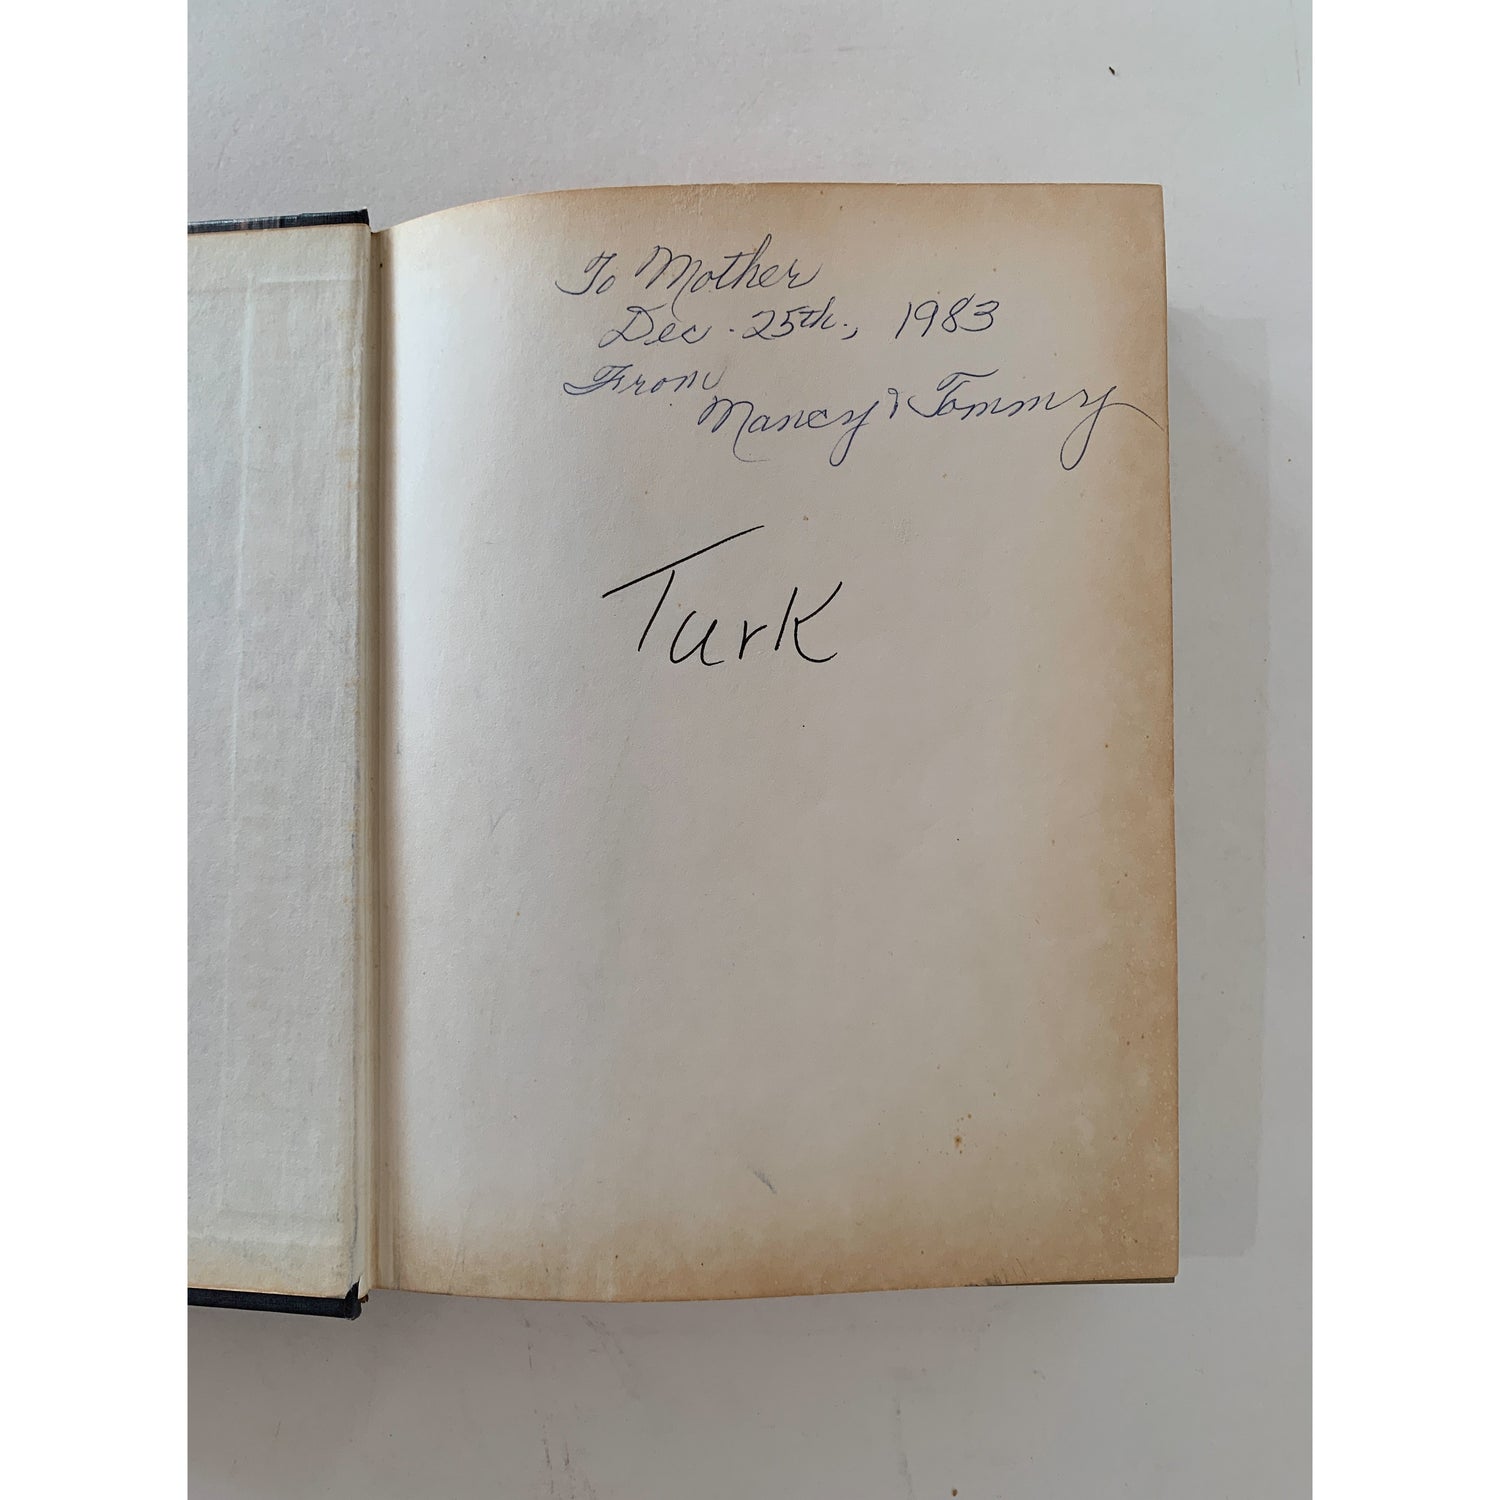 To Mother
Dec. 25th., 1983
From
Nancy & Tommy
Turk